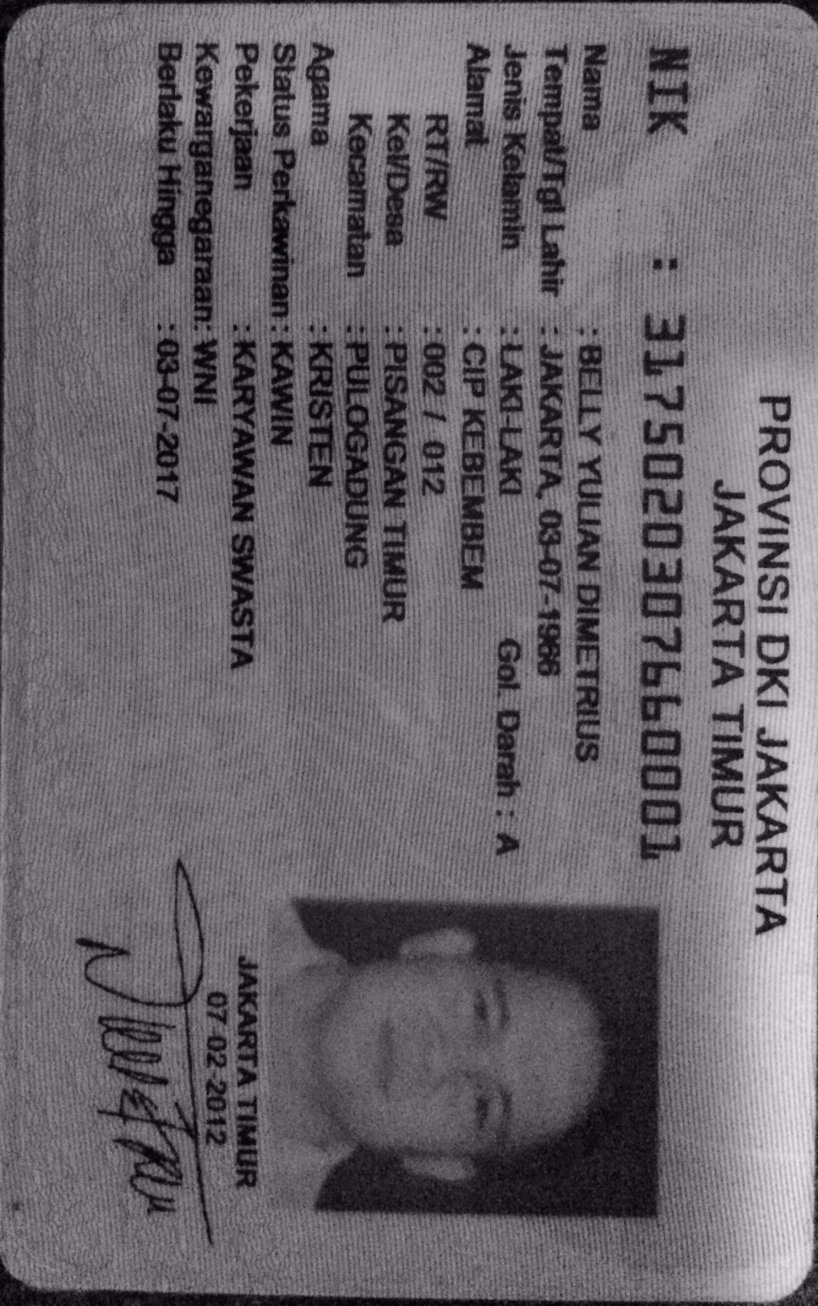 PROVINSI DKI JAKARTA
JAKARTA TIMUR
NIK : 3175020307660001
Nama : BELLY YULIAN DIMETRIUS
Tempat/Tgl Lahir : JAKARTA, 03-07-1966
Jenis Kelamin : LAKI-LAKI Gol. Darah : A
Alamat : CIP KEBEMBEM
RT/RW : 002 / 012
Kel/Desa : PISANGAN TIMUR
Kecamatan : PULOGADUNG
Agama : KRISTEN
Status Perkawinan : KAWIN
Pekerjaan : KARYAWAN SWASTA
Kewarganegaraan: WNI
Berlaku Hingga : 03-07-2017
JAKARTA TIMUR
07-02-2012